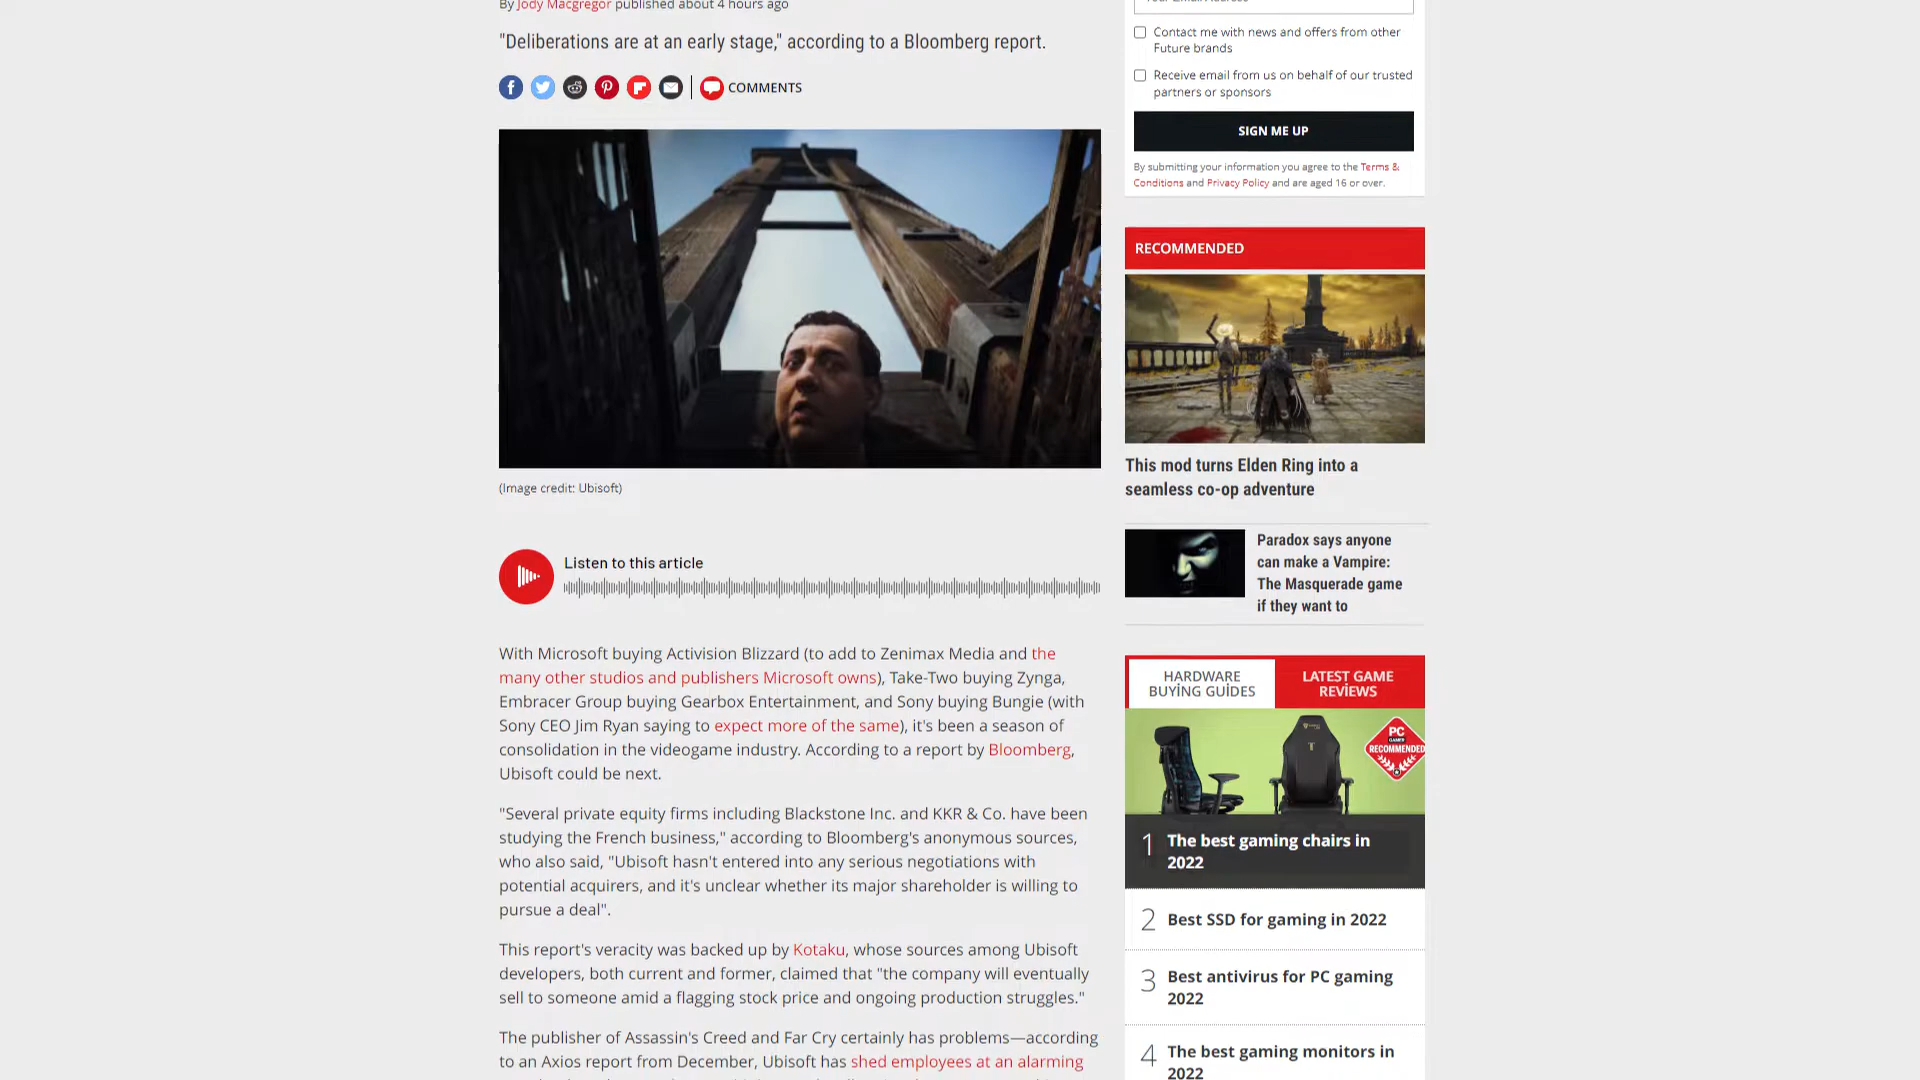 By Jody Macgregor published about 4 hours ago
"Deliberations are at an early stage," according to a Bloomberg report.
COMMENTS
(Image credit: Ubisoft)
Listen to this article
With Microsoft buying Activision Blizzard (to add to Zenimax Media and the
many other studios and publishers Microsoft owns), Take-Two buying Zynga,
Embracer Group buying Gearbox Entertainment, and Sony buying Bungie (with
Sony CEO Jim Ryan saying to expect more of the same), it's been a season of
consolidation in the videogame industry. According to a report by Bloomberg,
Ubisoft could be next.
"Several private equity firms including Blackstone Inc. and KKR & Co. have been
studying the French business," according to Bloomberg's anonymous sources,
who also said, "Ubisoft hasn't entered into any serious negotiations with
potential acquirers, and it's unclear whether its major shareholder is willing to
pursue a deal".
This report's veracity was backed up by Kotaku, whose sources among Ubisoft
developers, both current and former, claimed that "the company will eventually
sell to someone amid a flagging stock price and ongoing production struggles."
The publisher of Assassin's Creed and Far Cry certainly has problems—according
to an Axios report from December, Ubisoft has shed employees at an alarming
Contact me with news and offers from other
Future brands
Receive email from us on behalf of our trusted
partners or sponsors
SIGN ME UP
By submitting your information you agree to the Terms &
Conditions and Privacy Policy and are aged 16 or over.
RECOMMENDED
This mod turns Elden Ring into a
seamless co-op adventure
Paradox says anyone
can make a Vampire:
The Masquerade game
if they want to
HARDWARE
BUYING GUIDES
LATEST GAME
REVIEWS
PC
GAMER
RECOMMENDED
1 The best gaming chairs in
2022
2 Best SSD for gaming in 2022
3 Best antivirus for PC gaming
2022
4 The best gaming monitors in
2022